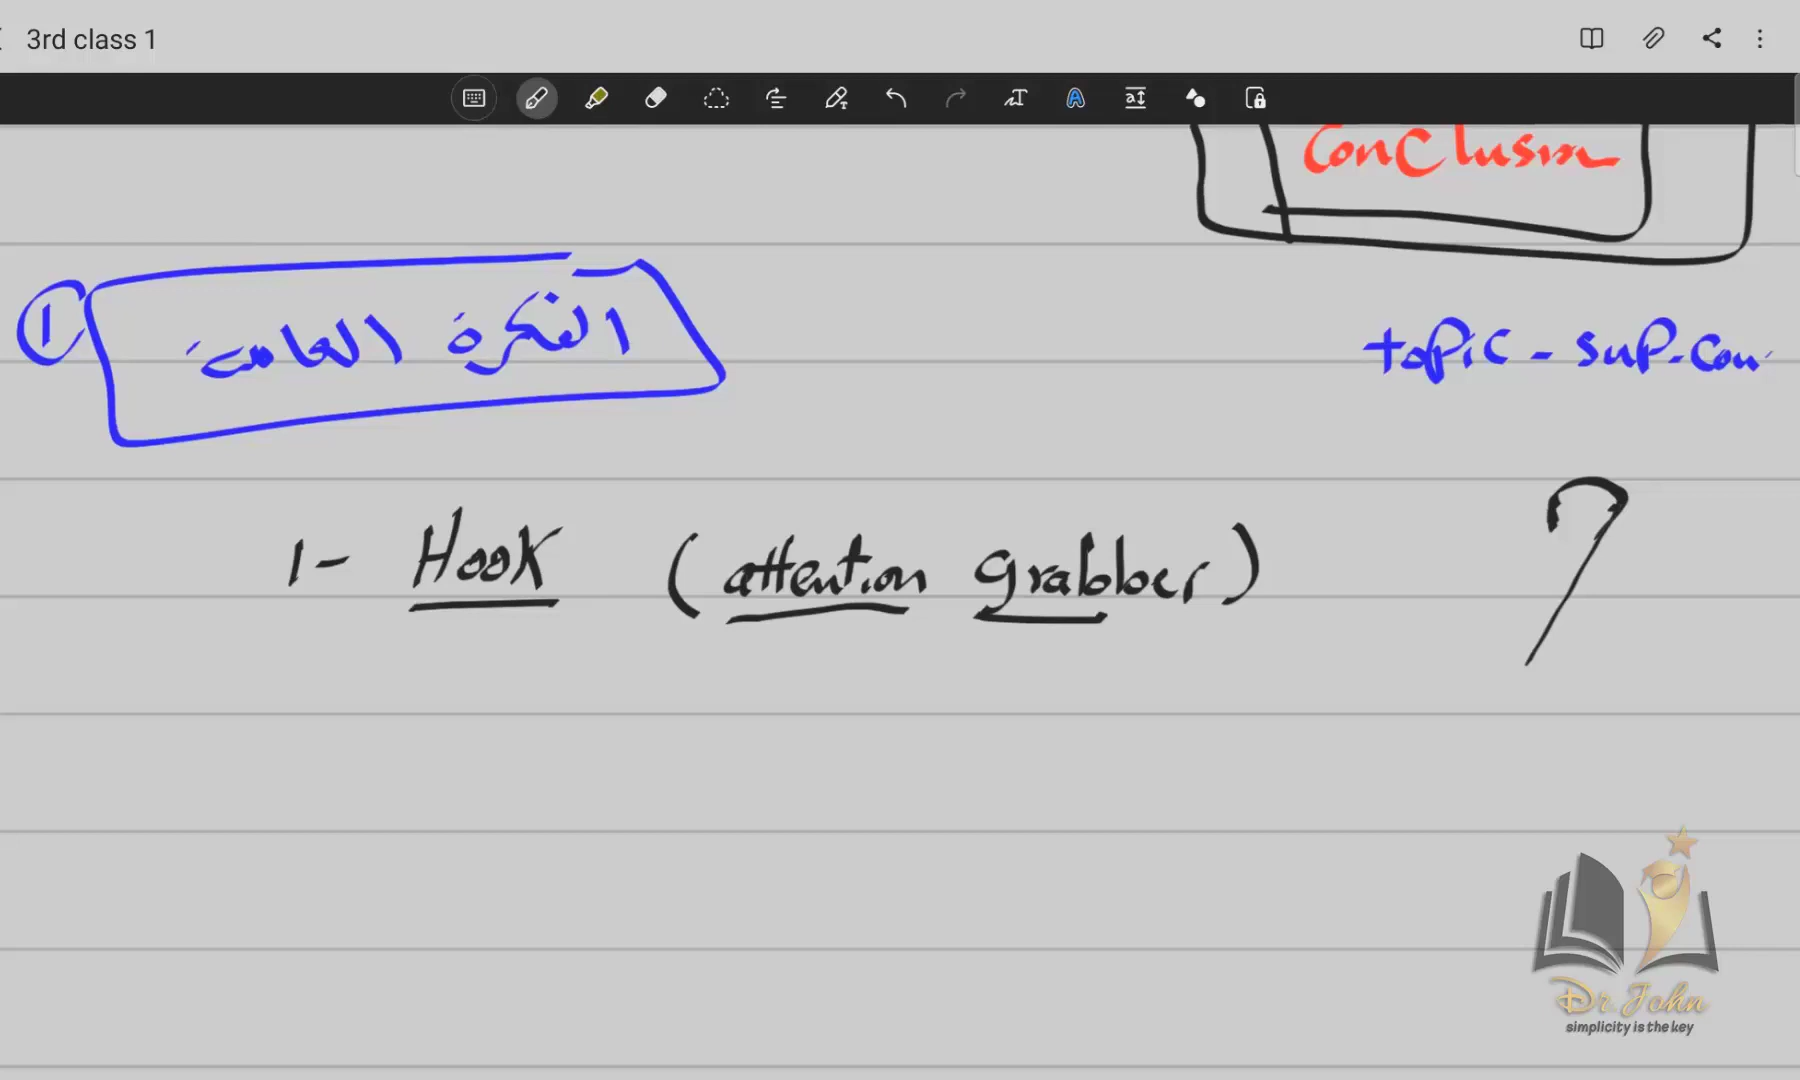 3rd class 1
Conclusion
① الفكرة العامة
topic - sup - con
1- Hook (attention grabber) ?
Dr. John
simplicity is the key